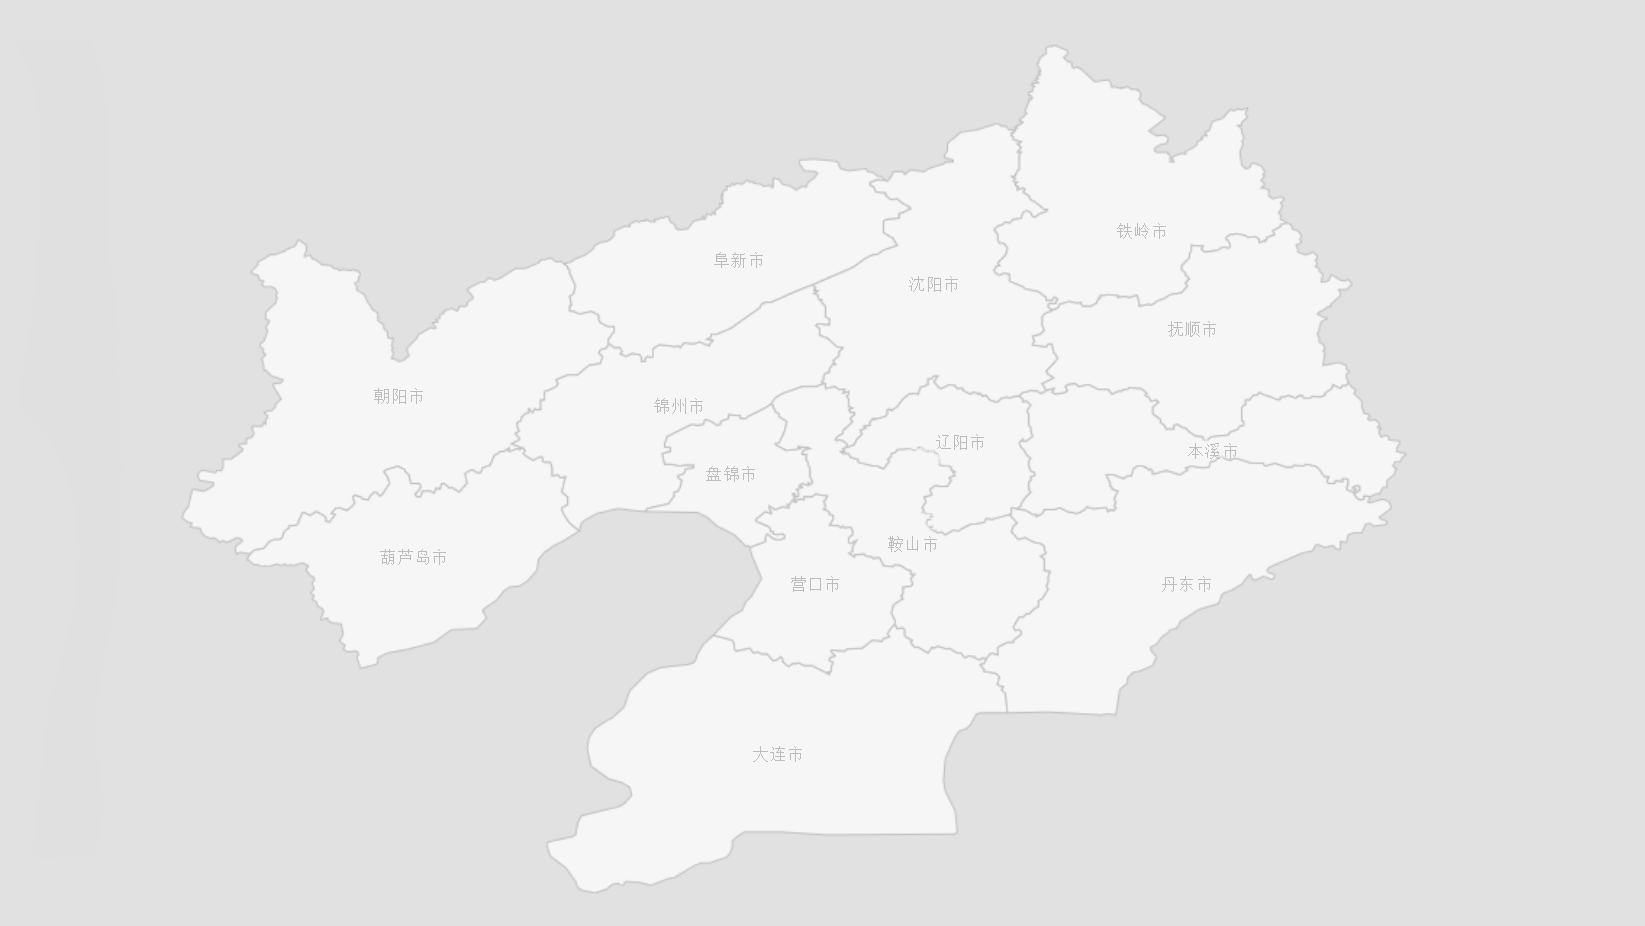 铁岭市
阜新市
沈阳市
抚顺市
朝阳市
锦州市
辽阳市
本溪市
盘锦市
鞍山市
葫芦岛市
营口市
丹东市
大连市